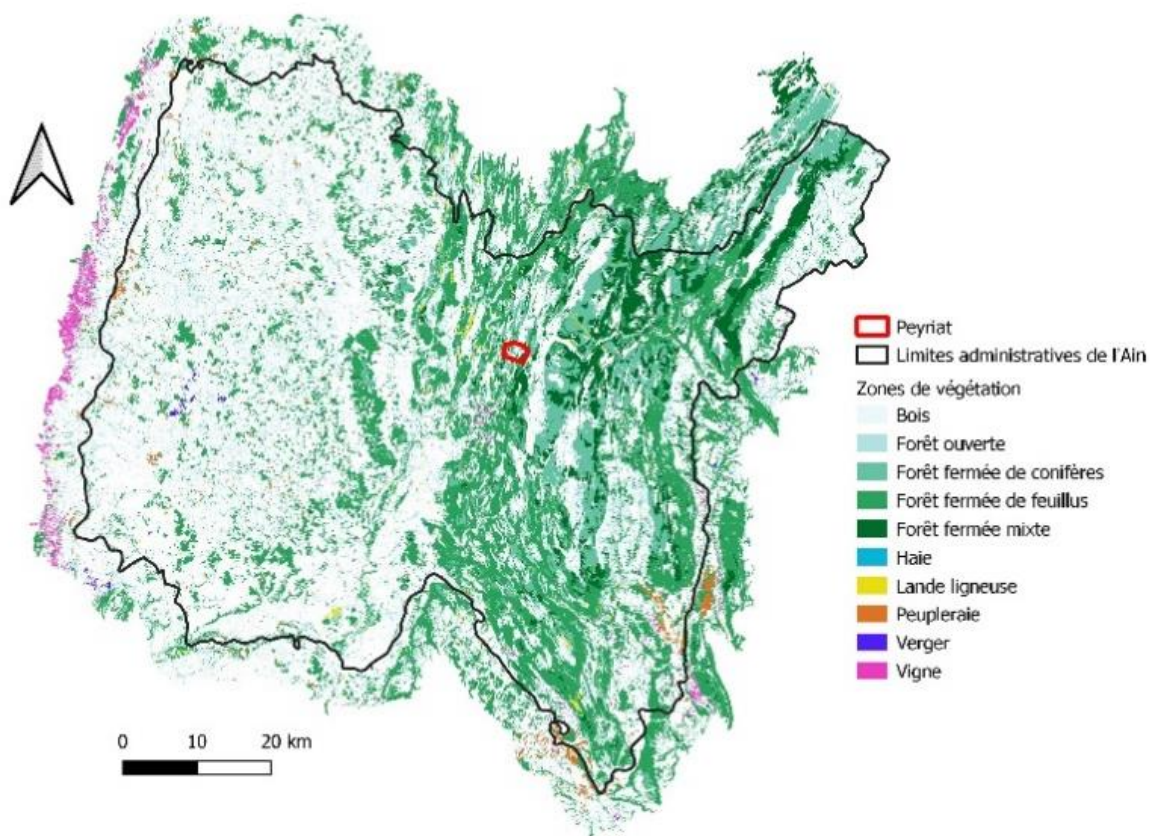 Peyriat
Limites administratives de l'Ain
Zones de végétation
Bois
Forêt ouverte
Forêt fermée de conifères
Forêt fermée de feuillus
Forêt fermée mixte
Haie
Lande ligneuse
Peupleraie
Verger
Vigne
0 10 20 km